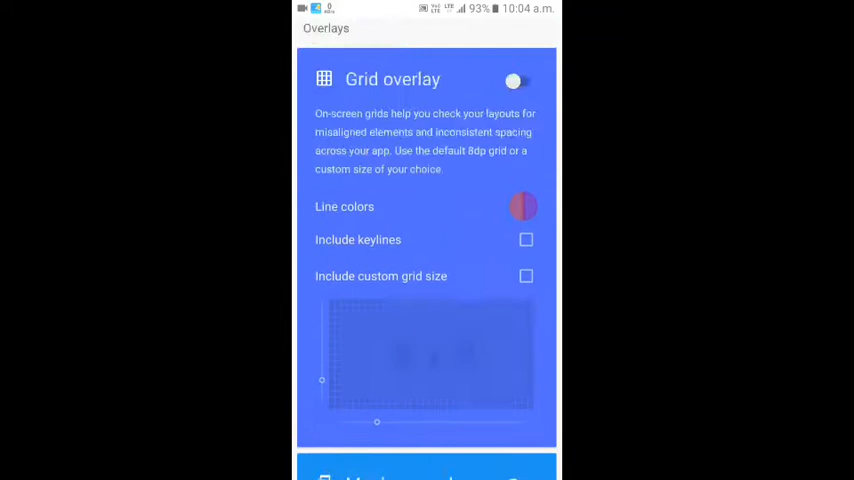 0
LTE 93% 10:04 a.m.
Overlays
Grid overlay
On-screen grids help you check your layouts for
misaligned elements and inconsistent spacing
across your app. Use the default 8dp grid or a
custom size of your choice.
Line colors
Include keylines
Include custom grid size